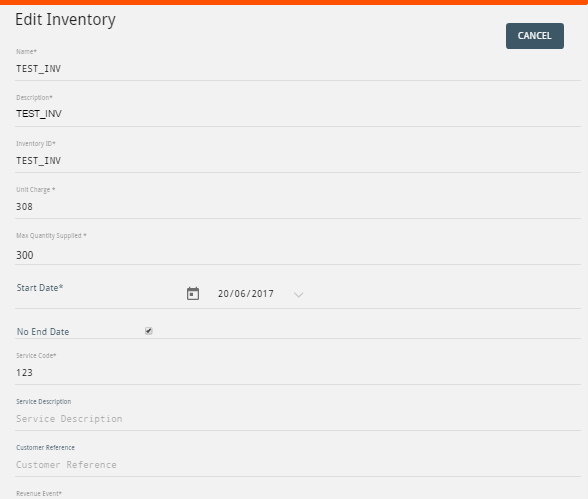 Edit Inventory
CANCEL
Name*
TEST_INV
Description*
TEST_INV
Inventory ID*
TEST_INV
Unit Charge *
308
Max Quantity Supplied *
300
Start Date*
20/06/2017
No End Date
Service Code*
123
Service Description
Service Description
Customer Reference
Customer Reference
Revenue Event*